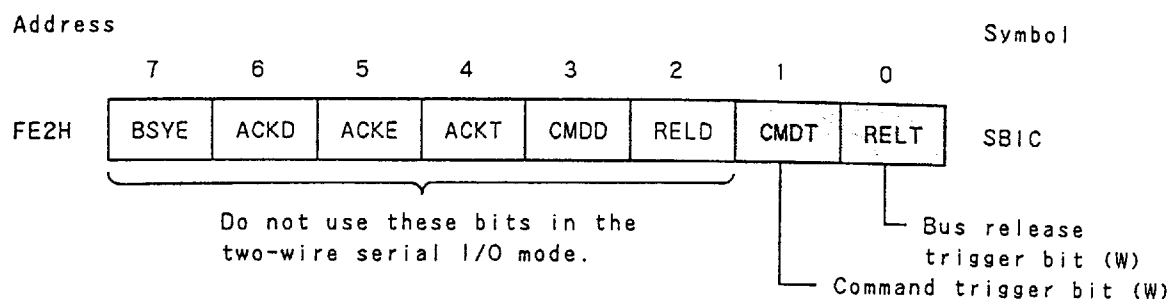 Address
Symbol
7 6 5 4 3 2 1 0
FE2H BSYE ACKD ACKE ACKT CMDD RELD CMDT RELT SBIC
Do not use these bits in the
two-wire serial I/O mode.
Bus release
trigger bit (W)
Command trigger bit (W)